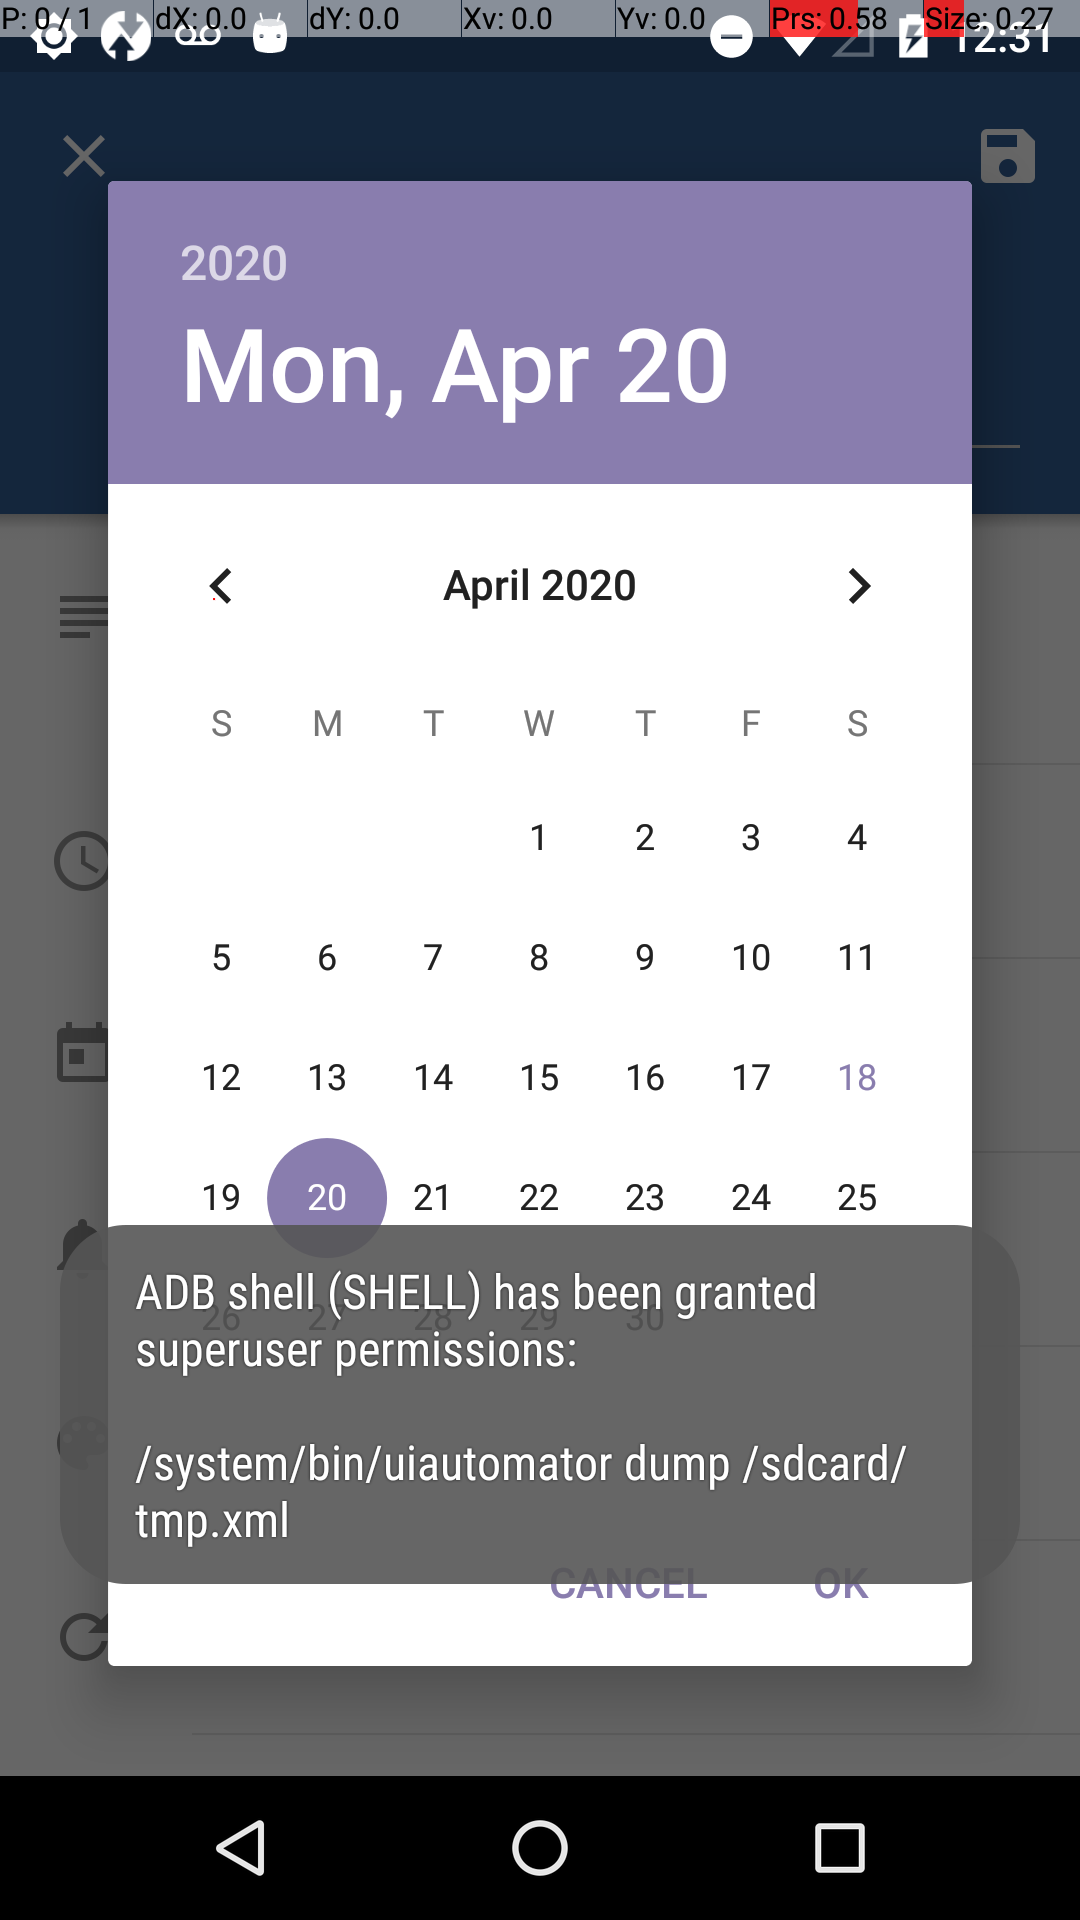 P: 0 / 1 dX: 0.0 dY: 0.0 Xv: 0.0 Yv: 0.0 Prs: 0.58 Size: 0.27
12:31
2020
Mon, Apr 20
April 2020
S M T W T F S
1 2 3 4
5 6 7 8 9 10 11
12 13 14 15 16 17 18
19 20 21 22 23 24 25
26 27 28 29 30
ADB shell (SHELL) has been granted
superuser permissions:
/system/bin/uiautomator dump /sdcard/
tmp.xml
CANCEL OK